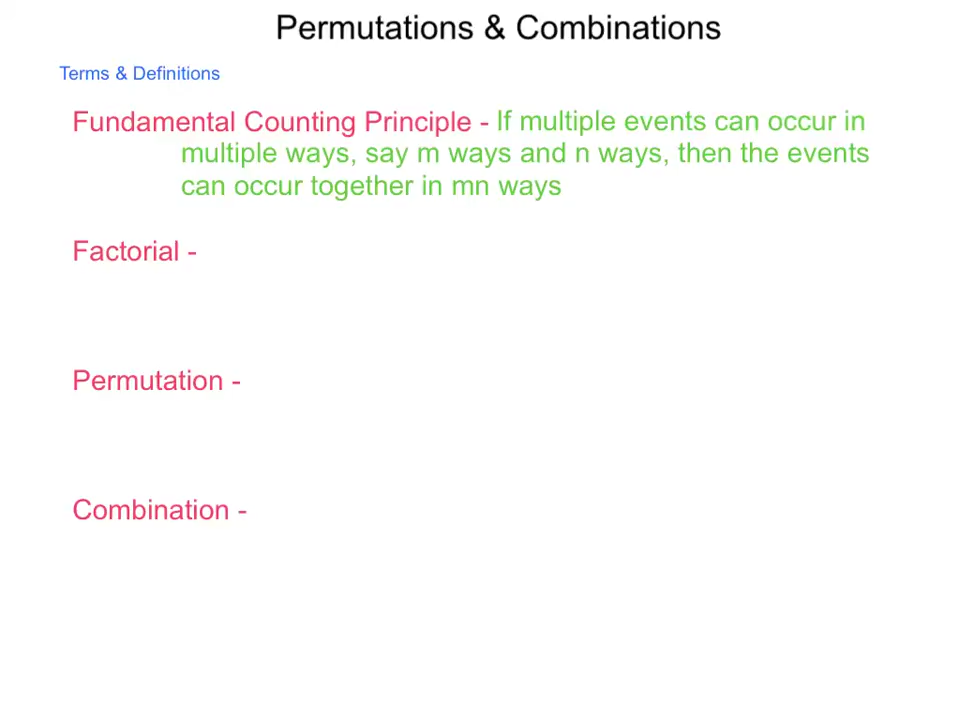 Permutations & Combinations
Terms & Definitions
Fundamental Counting Principle - If multiple events can occur in
multiple ways, say m ways and n ways, then the events
can occur together in mn ways
Factorial -
Permutation -
Combination -